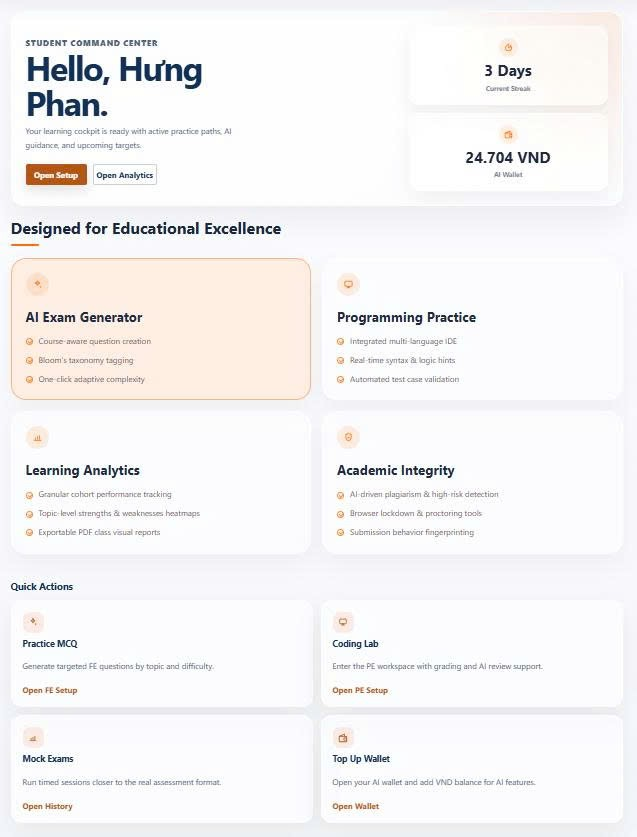 STUDENT COMMAND CENTER
Hello, Hưng
Phan.
Your learning cockpit is ready with active practice paths, AI
guidance, and upcoming targets.
Open Setup
Open Analytics
3 Days
Current Streak
24.704 VND
AI Wallet
Designed for Educational Excellence
AI Exam Generator
Course-aware question creation
Bloom's taxonomy tagging
One-click adaptive complexity
Programming Practice
Integrated multi-language IDE
Real-time syntax & logic hints
Automated test case validation
Learning Analytics
Granular cohort performance tracking
Topic-level strengths & weaknesses heatmaps
Exportable PDF class visual reports
Academic Integrity
AI-driven plagiarism & high-risk detection
Browser lockdown & proctoring tools
Submission behavior fingerprinting
Quick Actions
Practice MCQ
Generate targeted FE questions by topic and difficulty.
Open FE Setup
Coding Lab
Enter the PE workspace with grading and AI review support.
Open PE Setup
Mock Exams
Run timed sessions closer to the real assessment format.
Open History
Top Up Wallet
Open your AI wallet and add VND balance for AI features.
Open Wallet